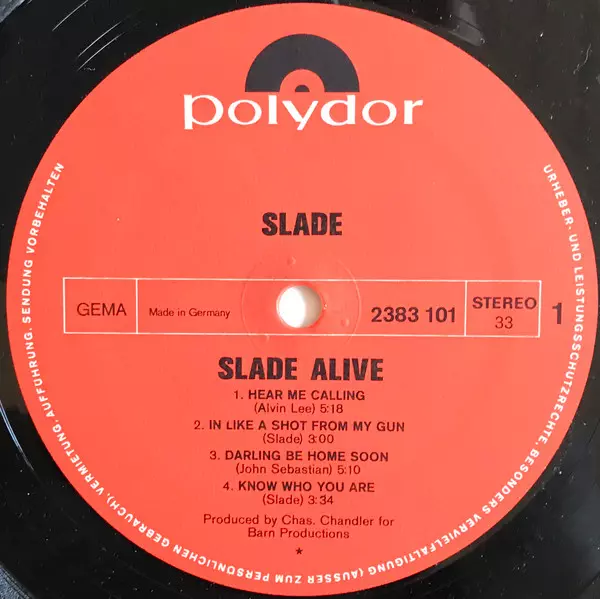 polydor
SLADE
GEMA
Made in Germany
2383 101
STEREO
33
1
SLADE ALIVE
1. HEAR ME CALLING
(Alvin Lee) 5:18
2. IN LIKE A SHOT FROM MY GUN
(Slade) 3:00
3. DARLING BE HOME SOON
(John Sebastian) 5:10
4. KNOW WHO YOU ARE
(Slade) 3:34
Produced by Chas. Chandler for
Barn Productions
*
URHEBER- UND LEISTUNGSSCHUTZRECHTE, BESONDERS VERVIELFÄLTIGUNG (AUSSER ZUM PERSÖNLICHEN GEBRAUCH), VERMIETUNG, AUFFÜHRUNG, SENDUNG VORBEHALTEN